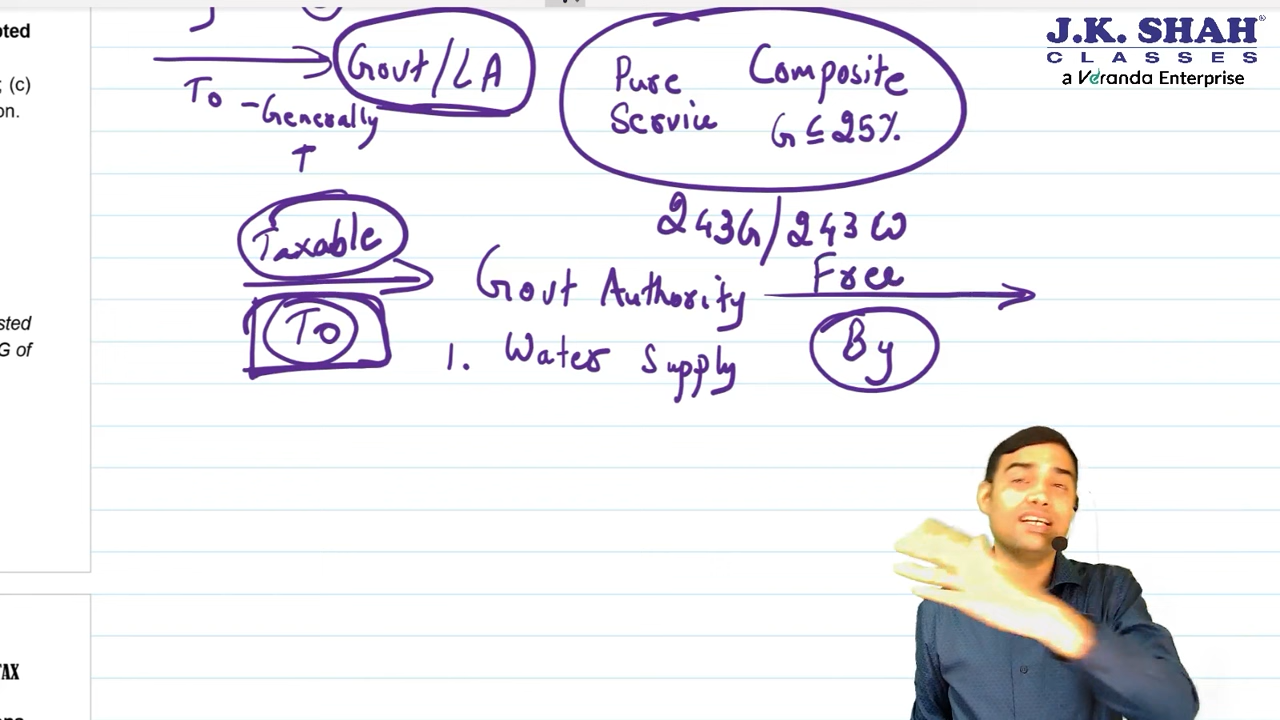 pted
; (c)
on.
J.K. SHAH
CLASSES
a Veranda Enterprise
Govt/LA
To - Generally
T
Pure
Service
Composite
G ≤ 25%
243G/243W
Taxable
To
Govt Authority
Free
By
1. Water Supply
sted
G of
TAX